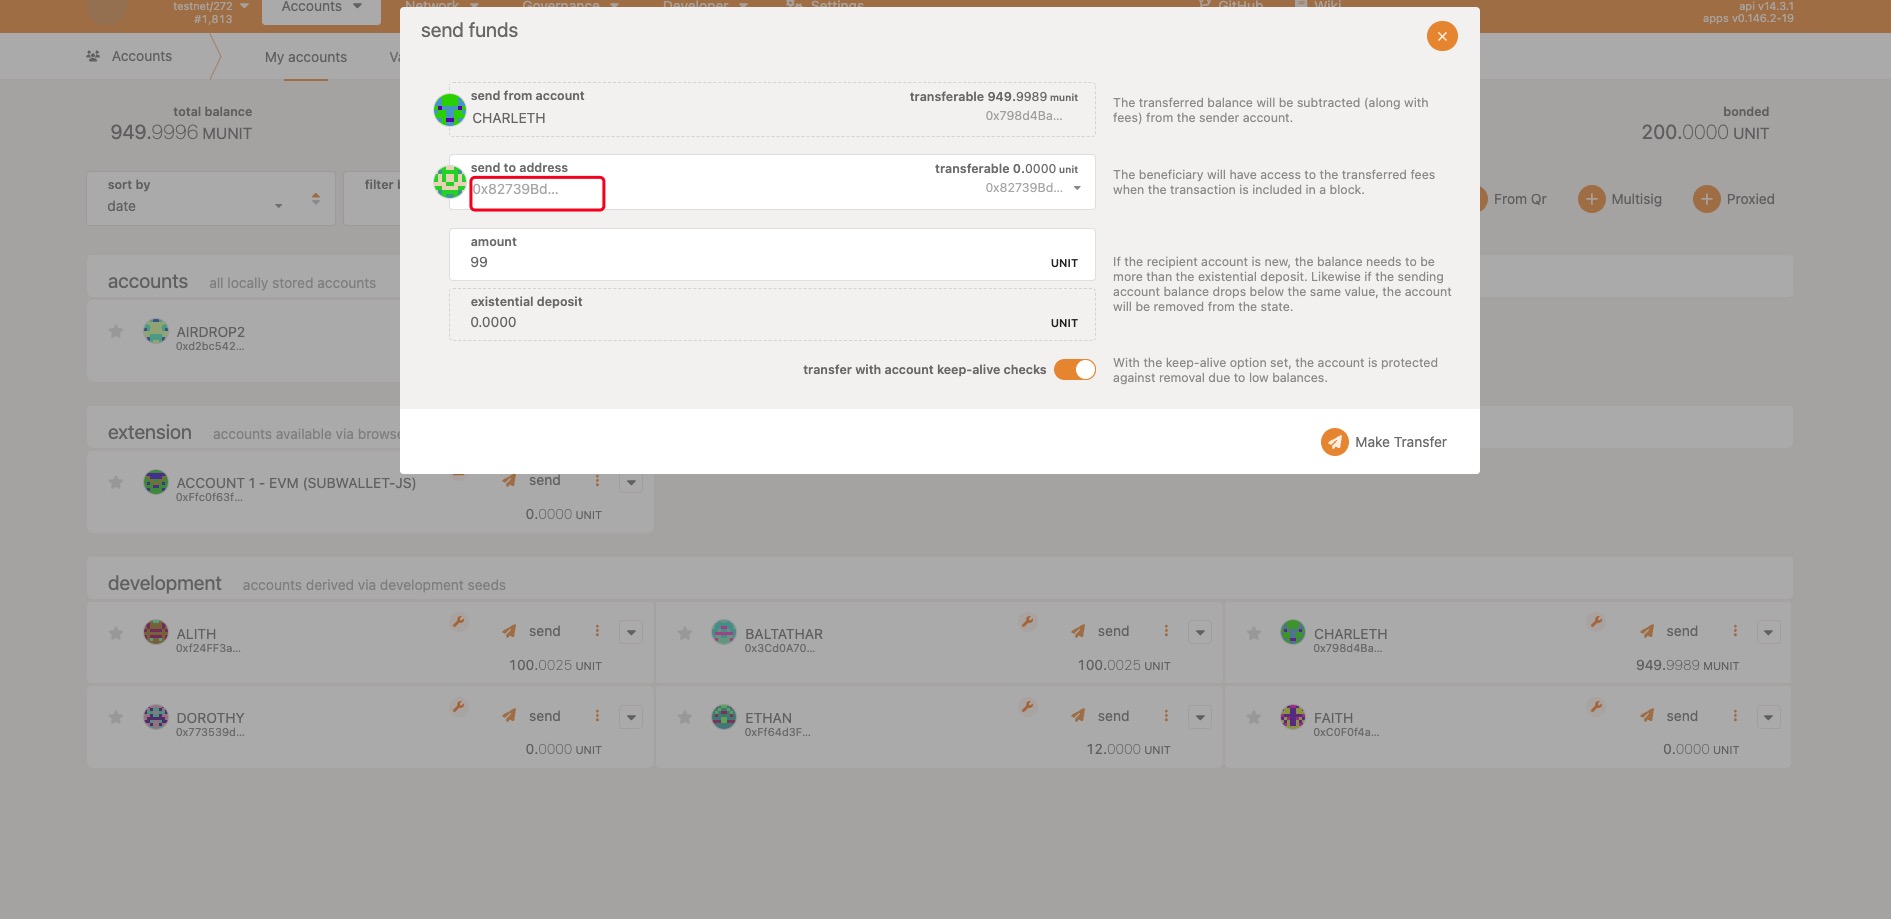 testnet/272
#1,813
Accounts
Network
Governance
Developer
Settings
GitHub
Wiki
api v14.3.1
apps v0.146.2-19
Accounts
My accounts
total balance
949.9996 MUNIT
bonded
200.0000 UNIT
sort by
date
From Qr
Multisig
Proxied
send funds
send from account
CHARLETH
transferable 949.9989 munit
0x798d4Ba...
The transferred balance will be subtracted (along with
fees) from the sender account.
send to address
0x82739Bd...
transferable 0.0000 unit
0x82739Bd...
The beneficiary will have access to the transferred fees
when the transaction is included in a block.
amount
99
UNIT
If the recipient account is new, the balance needs to be
more than the existential deposit. Likewise if the sending
account balance drops below the same value, the account
will be removed from the state.
existential deposit
0.0000
UNIT
transfer with account keep-alive checks
With the keep-alive option set, the account is protected
against removal due to low balances.
Make Transfer
filter
accounts
all locally stored accounts
AIRDROP2
0xd2bc542...
extension
accounts available via
ACCOUNT 1 - EVM (SUBWALLET-JS)
0xFfc0f63f...
send
0.0000 UNIT
development
accounts derived via development seeds
ALITH
0xf24FF3a...
send
100.0025 UNIT
BALTATHAR
0x3Cd0A70...
send
100.0025 UNIT
CHARLETH
0x798d4Ba...
send
949.9989 MUNIT
DOROTHY
0x773539d...
send
0.0000 UNIT
ETHAN
0xFf64d3F...
send
12.0000 UNIT
FAITH
0xC0F0f4a...
send
0.0000 UNIT